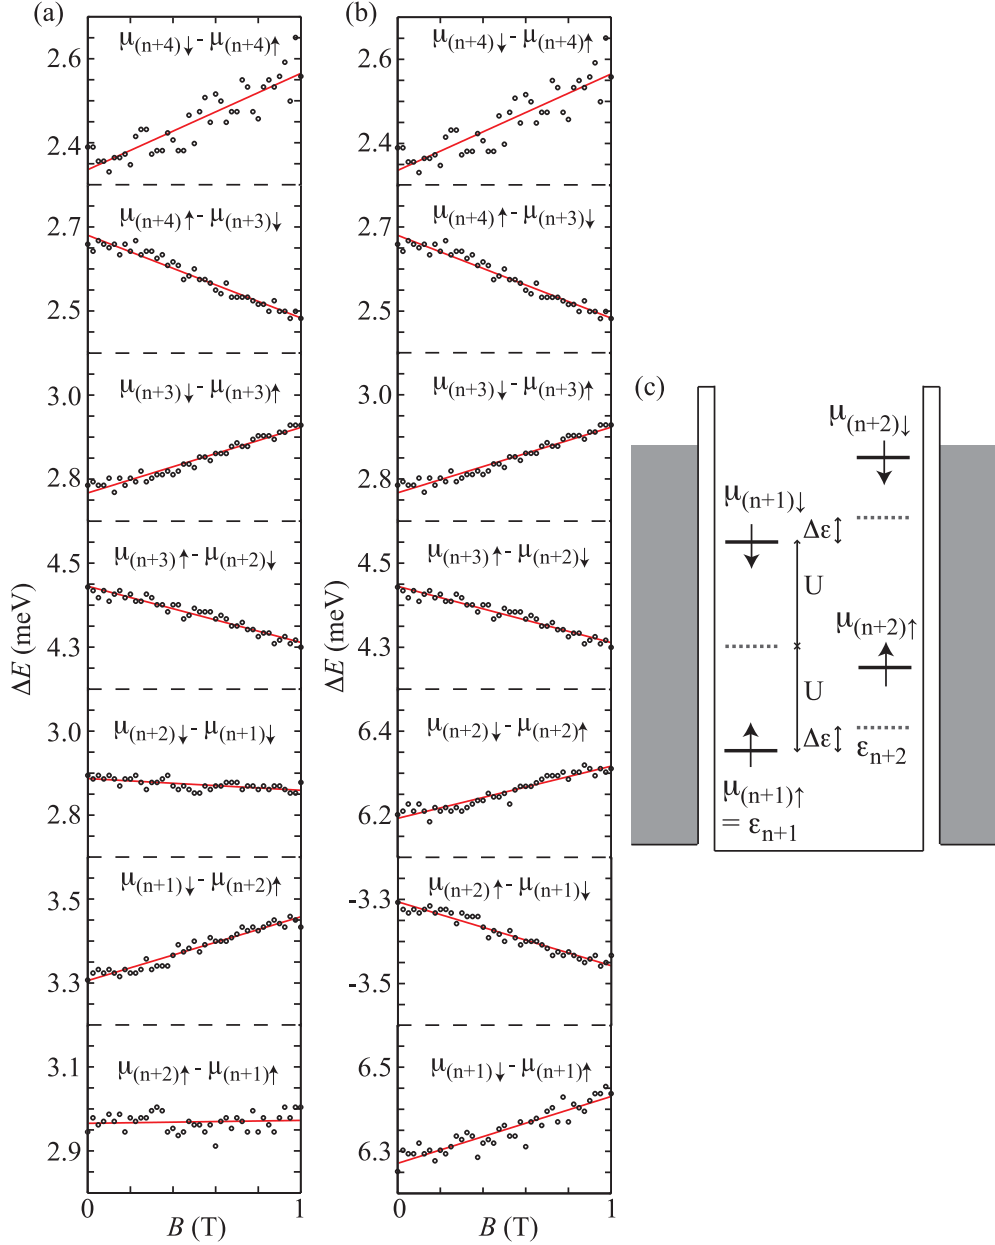 (a)
ΔE (meV)
μ(n+4)↓ - μ(n+4)↑
2.6
2.4
μ(n+4)↑ - μ(n+3)↓
2.7
2.5
μ(n+3)↓ - μ(n+3)↑
3.0
2.8
μ(n+3)↑ - μ(n+2)↓
4.5
4.3
μ(n+2)↓ - μ(n+1)↓
3.0
2.8
μ(n+1)↓ - μ(n+2)↑
3.5
3.3
μ(n+2)↑ - μ(n+1)↑
3.1
2.9
0 1
B (T)
(b)
ΔE (meV)
μ(n+4)↓ - μ(n+4)↑
2.6
2.4
μ(n+4)↑ - μ(n+3)↓
2.7
2.5
μ(n+3)↓ - μ(n+3)↑
3.0
2.8
μ(n+3)↑ - μ(n+2)↓
4.5
4.3
μ(n+2)↓ - μ(n+2)↑
6.4
6.2
μ(n+2)↑ - μ(n+1)↓
-3.3
-3.5
μ(n+1)↓ - μ(n+1)↑
6.5
6.3
0 1
B (T)
(c)
μ(n+2)↓
μ(n+1)↓
Δε
U
μ(n+2)↑
U
Δε
εn+2
μ(n+1)↑
= εn+1